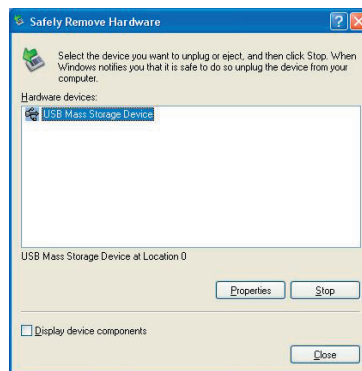 Safely Remove Hardware
Select the device you want to unplug or eject, and then click Stop. When
Windows notifies you that it is safe to do so unplug the device from your
computer.
Hardware devices:
USB Mass Storage Device
USB Mass Storage Device at Location 0
Properties
Stop
Display device components
Close